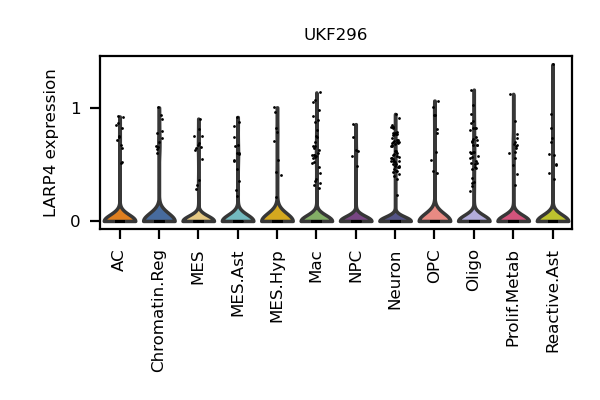 UKF296
LARP4 expression
1
0
AC
Chromatin.Reg
MES
MES.Ast
MES.Hyp
Mac
NPC
Neuron
OPC
Oligo
Prolif.Metab
Reactive.Ast